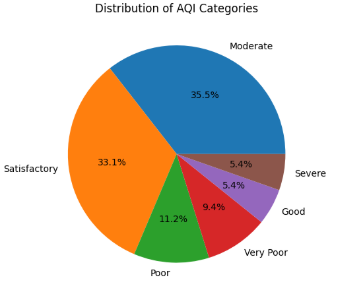 Distribution of AQI Categories
Moderate
35.5%
Satisfactory
33.1%
Poor
11.2%
Very Poor
9.4%
Good
5.4%
Severe
5.4%